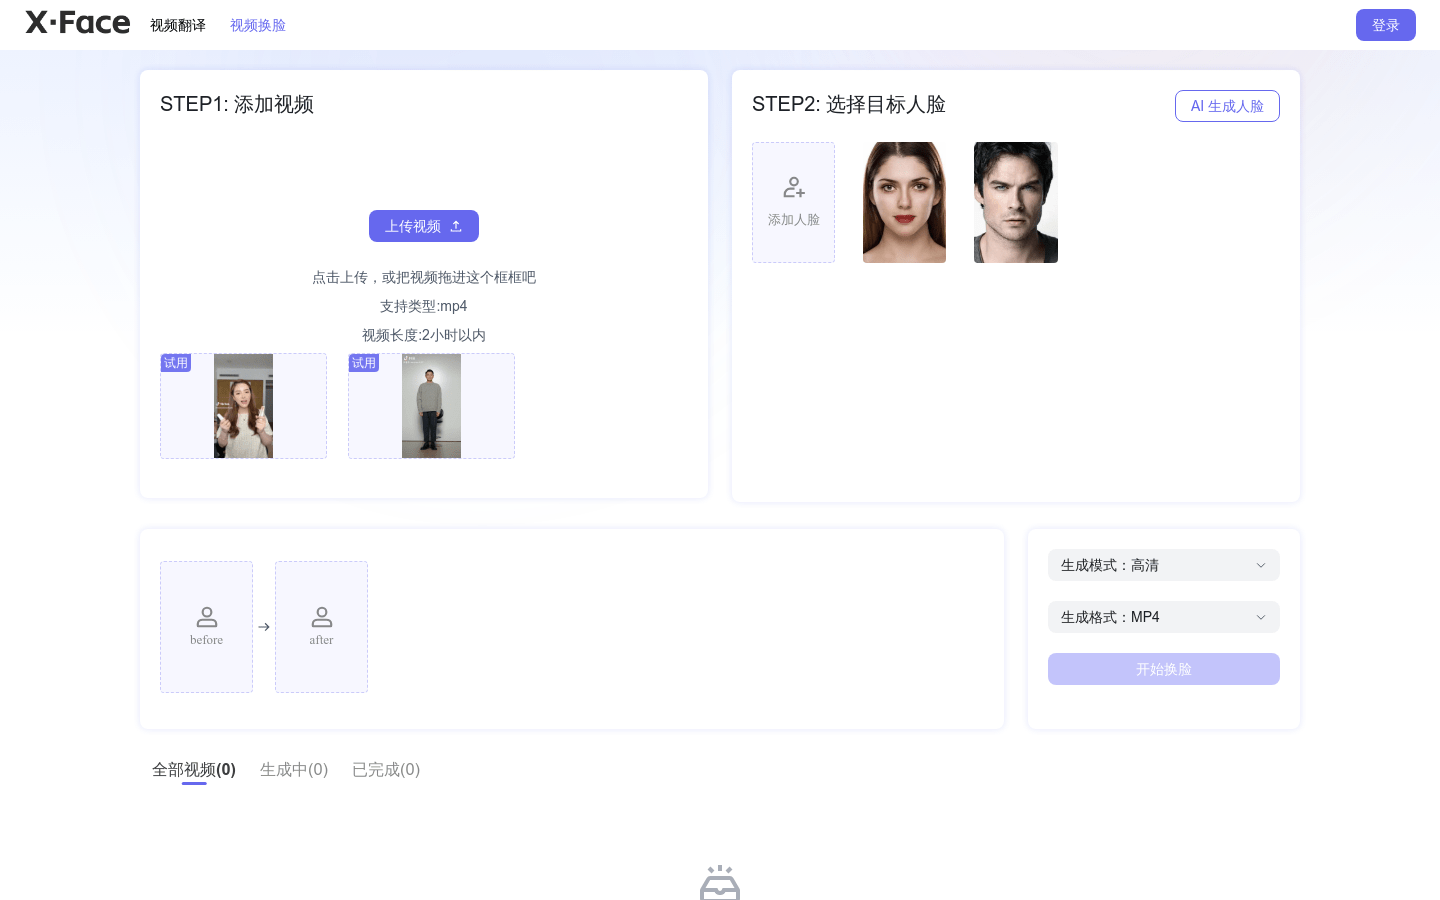 X·Face
视频翻译
视频换脸
登录
STEP1: 添加视频
上传视频
点击上传，或把视频拖进这个框框吧
支持类型:mp4
视频长度:2小时以内
试用
试用
STEP2: 选择目标人脸
AI 生成人脸
添加人脸
before
after
生成模式：高清
生成格式：MP4
开始换脸
全部视频(0)
生成中(0)
已完成(0)